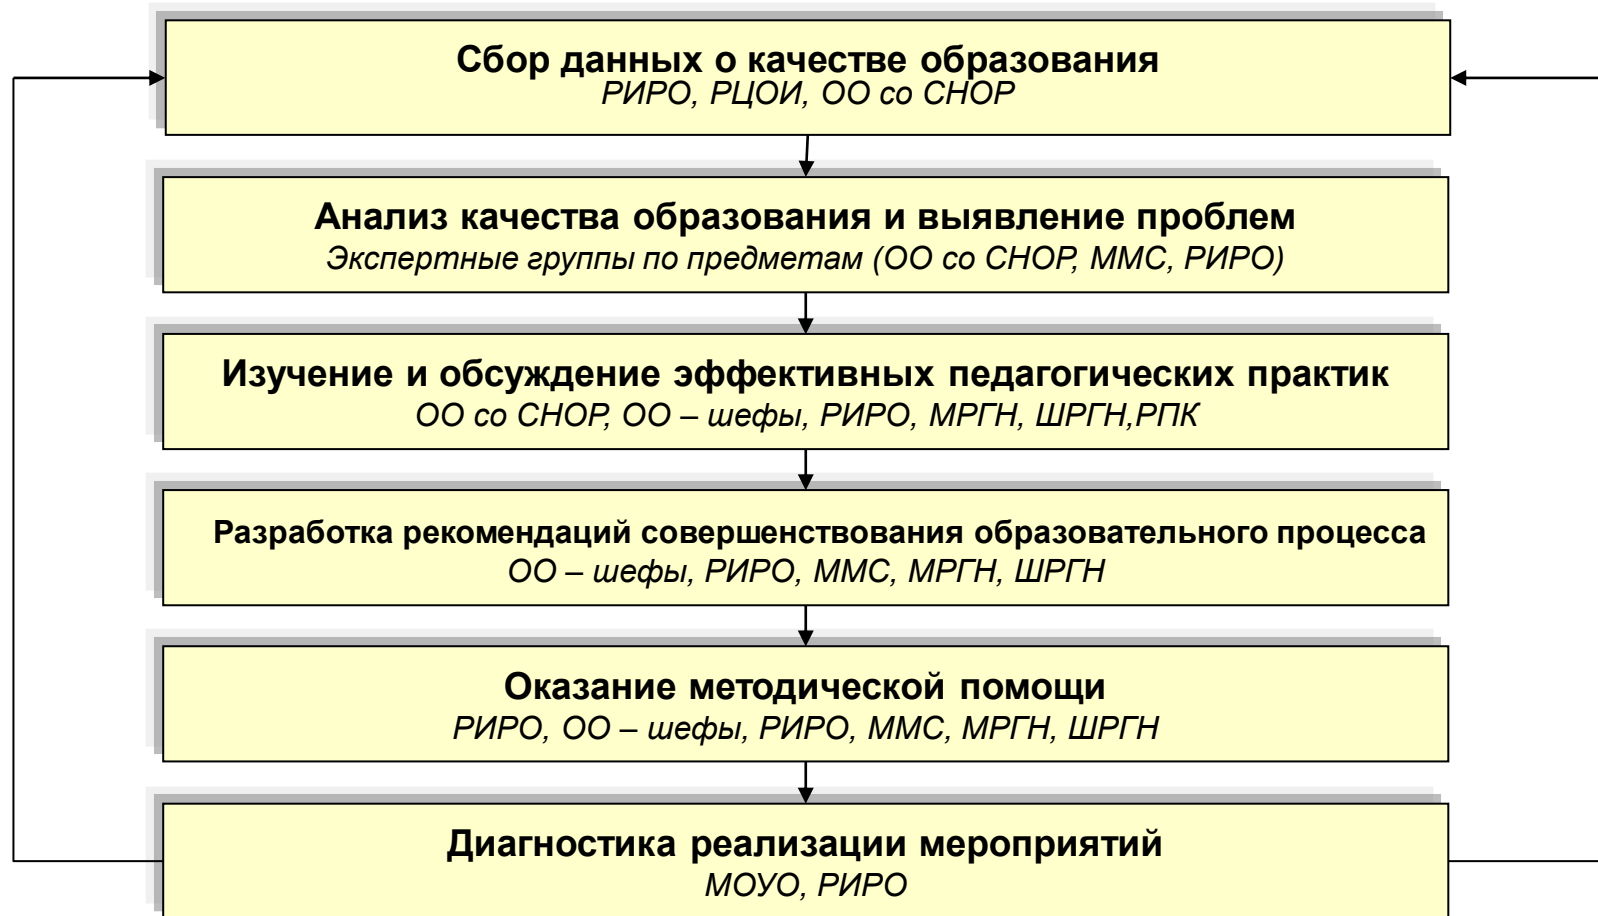 Сбор данных о качестве образования
РИРО, РЦОИ, ОО со СНОР
Анализ качества образования и выявление проблем
Экспертные группы по предметам (ОО со СНОР, ММС, РИРО)
Изучение и обсуждение эффективных педагогических практик
ОО со СНОР, ОО – шефы, РИРО, МРГН, ШРГН,РПК
Разработка рекомендаций совершенствования образовательного процесса
ОО – шефы, РИРО, ММС, МРГН, ШРГН
Оказание методической помощи
РИРО, ОО – шефы, РИРО, ММС, МРГН, ШРГН
Диагностика реализации мероприятий
МОУО, РИРО